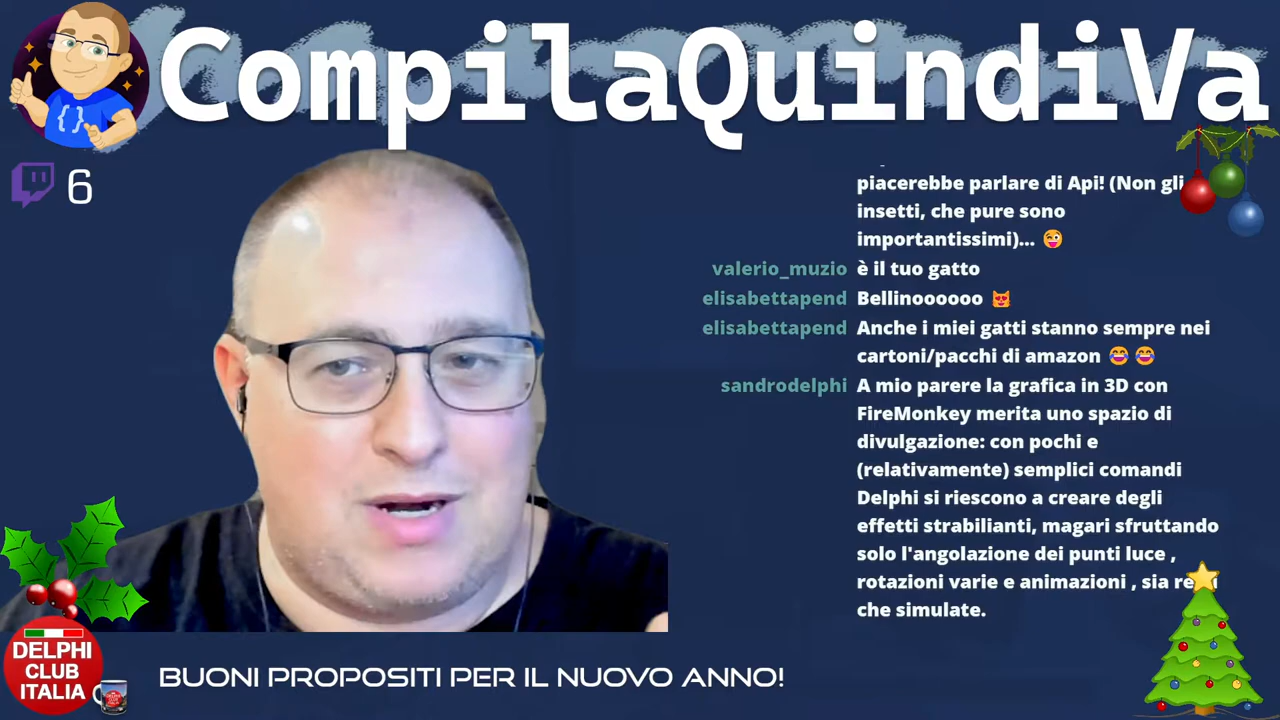 CompilaQuindiVa
{ }
6
piacerebbe parlare di Api! (Non gli
insetti, che pure sono
importantissimi)... 😜
valerio_muzio è il tuo gatto
elisabettapend Bellinoooooo 😻
elisabettapend Anche i miei gatti stanno sempre nei
cartoni/pacchi di amazon 😂 😂
sandrodelphi A mio parere la grafica in 3D con
FireMonkey merita uno spazio di
divulgazione: con pochi e
(relativamente) semplici comandi
Delphi si riescono a creare degli
effetti strabilianti, magari sfruttando
solo l'angolazione dei punti luce ,
rotazioni varie e animazioni , sia
che simulate.
DELPHI
CLUB
ITALIA
BUONI PROPOSITI PER IL NUOVO ANNO!